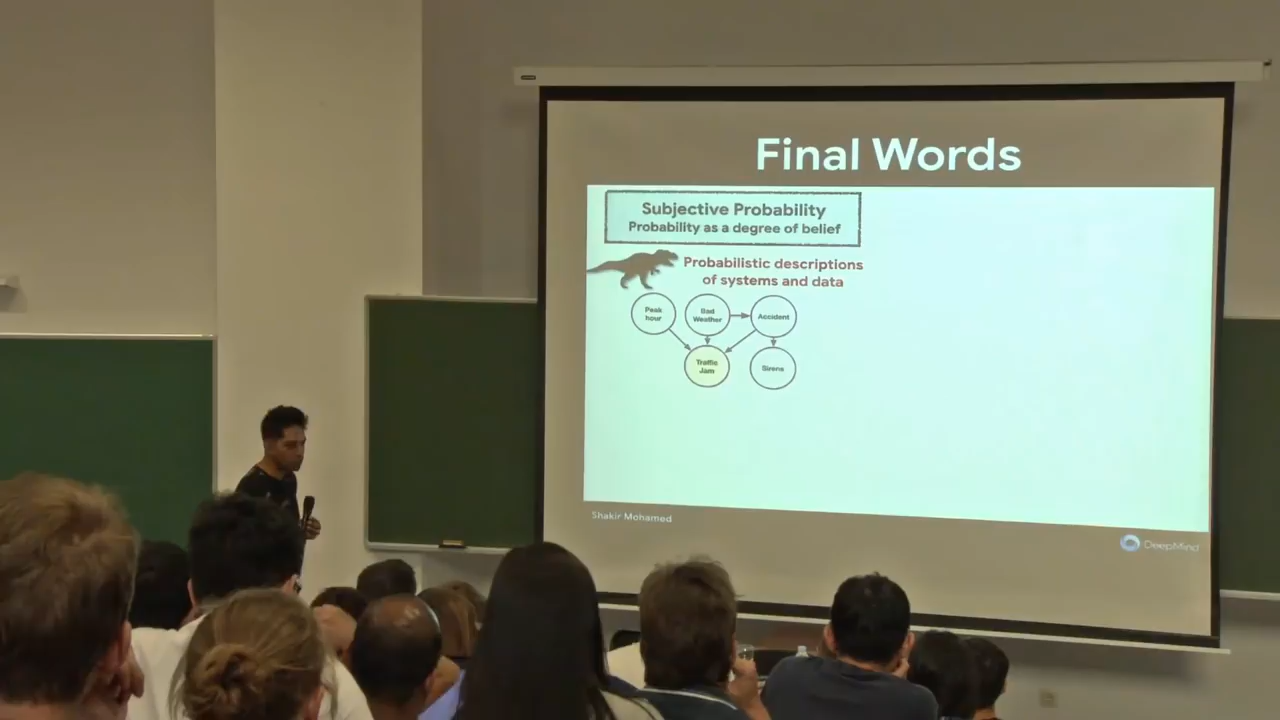 Final Words
Subjective Probability
Probability as a degree of belief
Probabilistic descriptions
of systems and data
Peak
hour
Bad
Weather
Accident
Traffic
Jam
Sirens
Shakir Mohamed
DeepMind